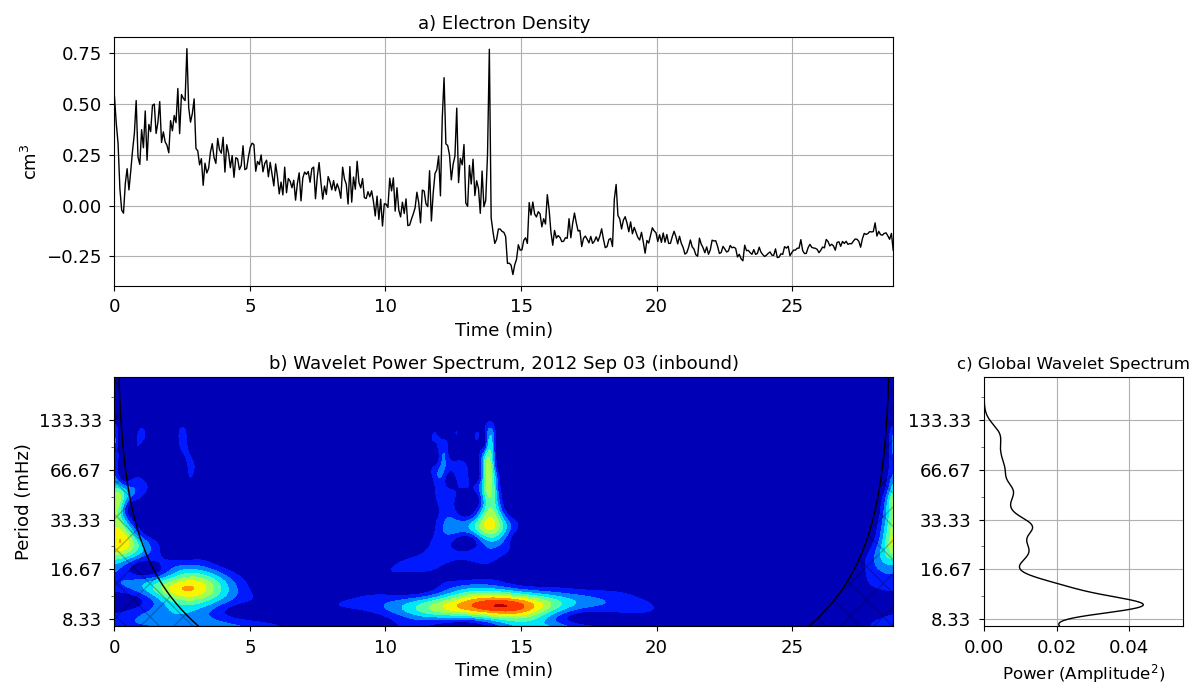 a) Electron Density
0.75
0.50
0.25
0.00
−0.25
cm³
0 5 10 15 20 25
Time (min)
b) Wavelet Power Spectrum, 2012 Sep 03 (inbound)
133.33
66.67
33.33
16.67
8.33
Period (mHz)
0 5 10 15 20 25
Time (min)
c) Global Wavelet Spectrum
133.33
66.67
33.33
16.67
8.33
0.00 0.02 0.04
Power (Amplitude²)